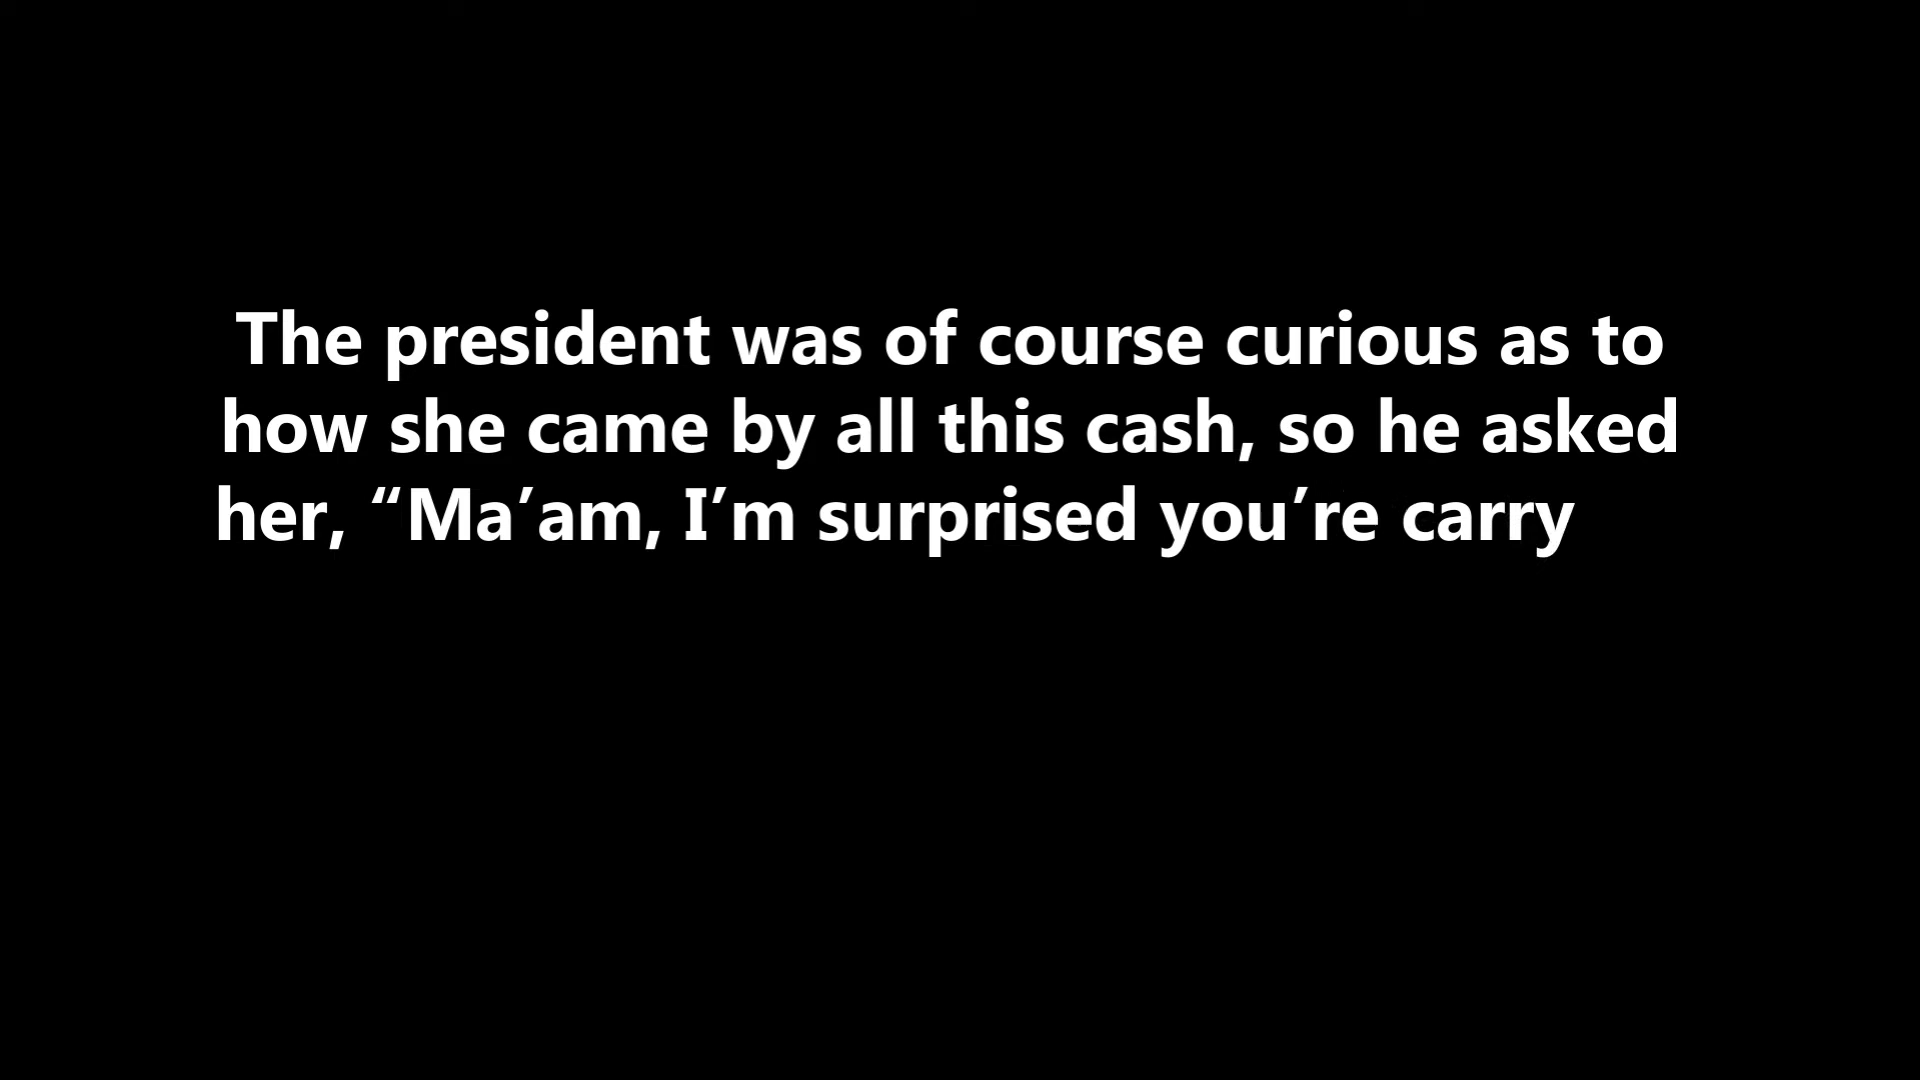 The president was of course curious as to
how she came by all this cash, so he asked
her, “Ma’am, I’m surprised you’re carry